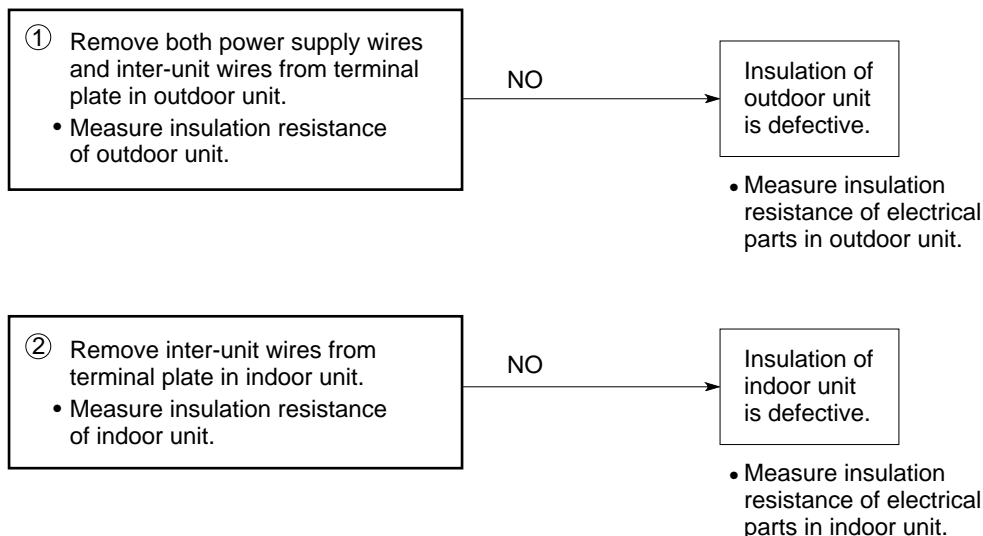 ① Remove both power supply wires
and inter-unit wires from terminal
plate in outdoor unit.
• Measure insulation resistance
of outdoor unit.
NO
Insulation of
outdoor unit
is defective.
• Measure insulation
resistance of electrical
parts in outdoor unit.
② Remove inter-unit wires from
terminal plate in indoor unit.
• Measure insulation resistance
of indoor unit.
NO
Insulation of
indoor unit
is defective.
• Measure insulation
resistance of electrical
parts in indoor unit.